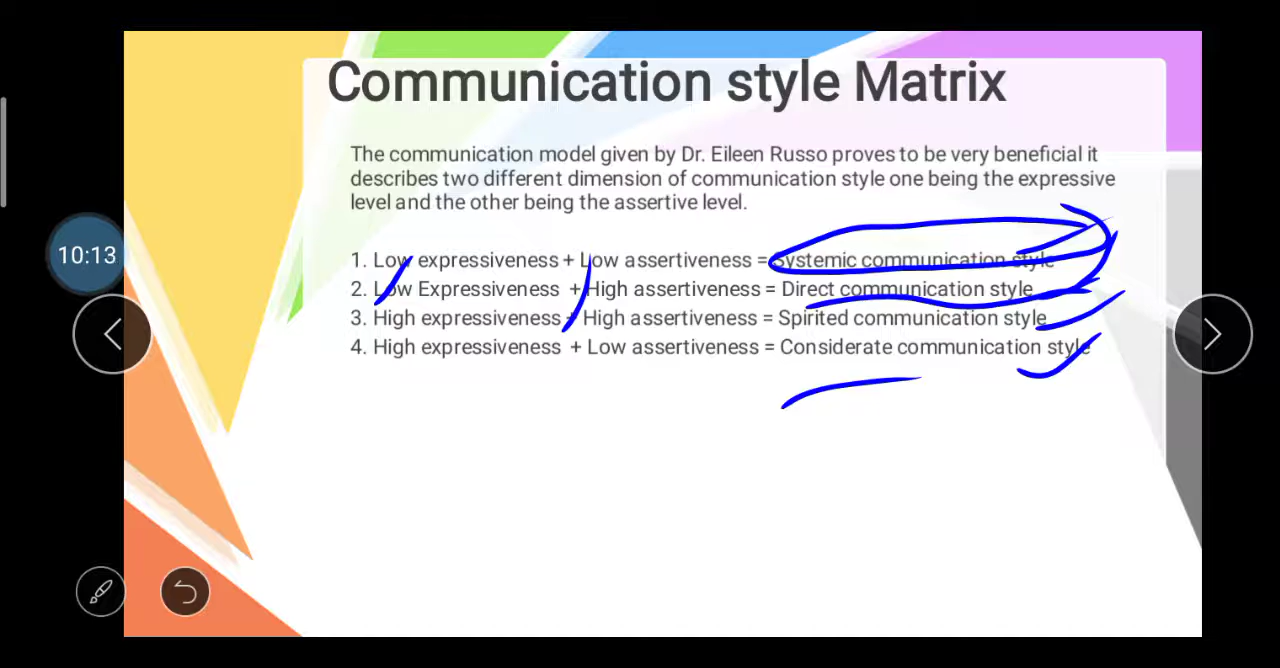 Communication style Matrix
The communication model given by Dr. Eileen Russo proves to be very beneficial it
describes two different dimension of communication style one being the expressive
level and the other being the assertive level.
1. Low expressiveness + Low assertiveness = Systemic communication style
2. Low Expressiveness + High assertiveness = Direct communication style
3. High expressiveness + High assertiveness = Spirited communication style
4. High expressiveness + Low assertiveness = Considerate communication style
10:13